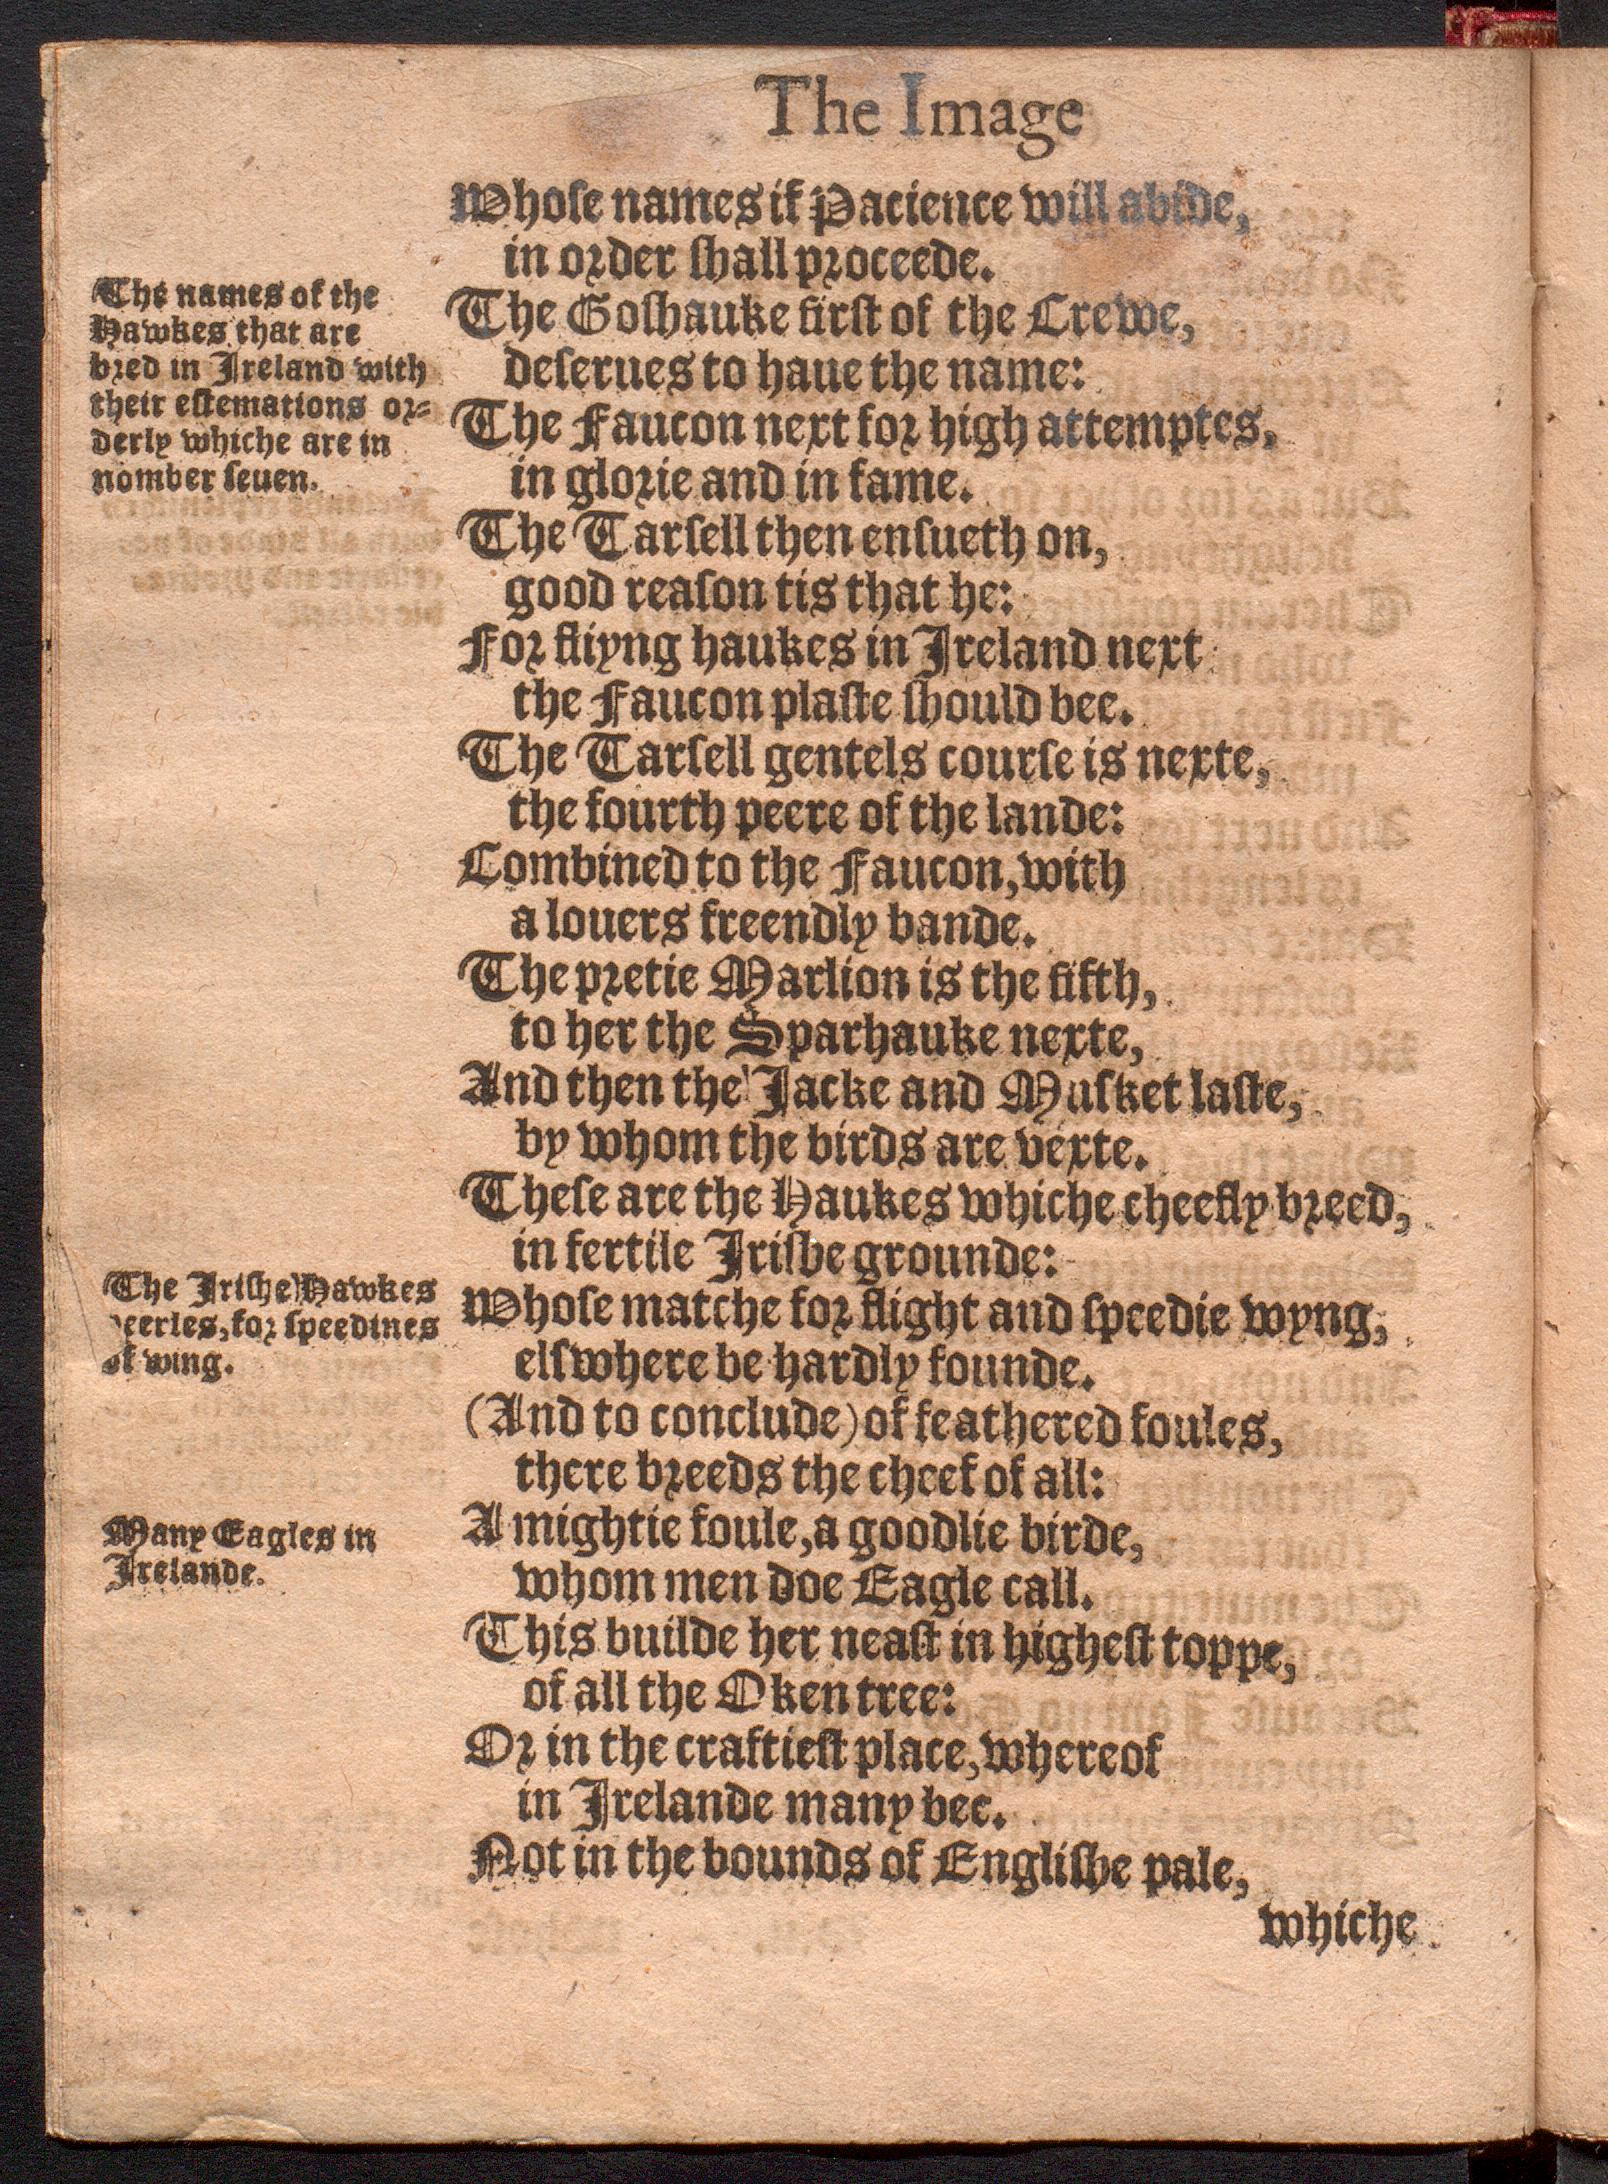 The Image
Whoſe names if Pacience will abide,
in order ſhall proceede.
The names of the
Hawkes that are
bred in Ireland with
their eſtemations or=
derly whiche are in
nomber ſeuen.
The Goſhauke firſt of the Crewe,
deſerues to haue the name:
The Faucon next for high attemptes,
in glorie and in fame.
The Tarſell then enſueth on,
good reaſon tis that he:
For fliyng haukes in Ireland next
the Faucon plaſte ſhould bee.
The Tarſell gentels courſe is nexte,
the fourth peere of the lande:
Combined to the Faucon, with
a louers freendly bande.
The pretie Marlion is the fifth,
to her the Sparhauke nexte,
And then the Jacke and Muſket laſte,
by whom the birds are vexte.
Theſe are the Haukes whiche cheefly breed,
in fertile Iriſhe grounde:
The Iriſhe Hawkes
peerles, for ſpeedines
of wing.
Whoſe matche for flight and ſpeedie wyng,
elſwhere be hardly founde.
(And to conclude) of feathered foules,
there breeds the cheef of all:
Many Eagles in
Irelande.
A mightie foule, a goodlie birde,
whom men doe Eagle call.
This builde her neaſt in higheſt toppe,
of all the Oken tree:
Or in the craftieſt place, whereof
in Irelande many bee.
Not in the bounds of Engliſhe pale,
whiche